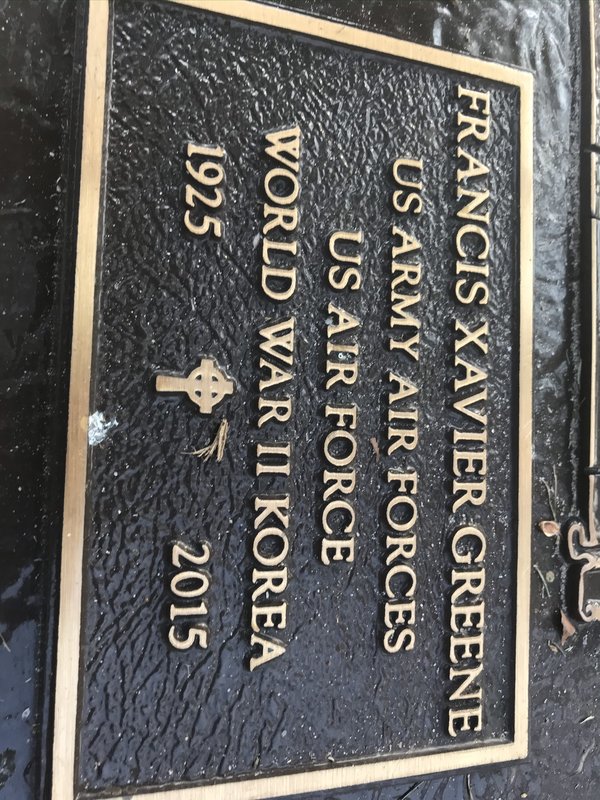 FRANCIS XAVIER GREENE
US ARMY AIR FORCES
US AIR FORCE
WORLD WAR II KOREA
1925 2015